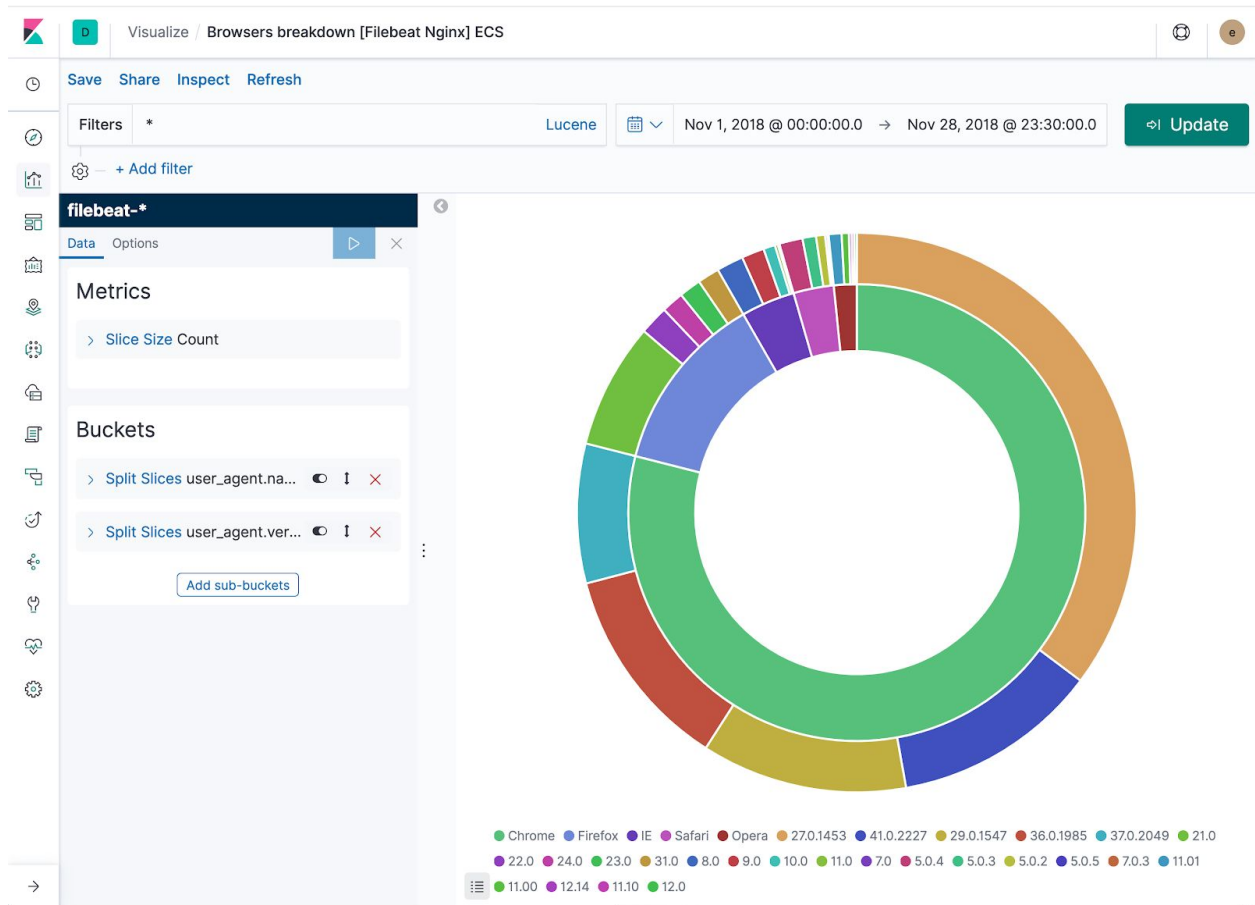 D Visualize / Browsers breakdown [Filebeat Nginx] ECS e
Save Share Inspect Refresh
Filters * Lucene Nov 1, 2018 @ 00:00:00.0 → Nov 28, 2018 @ 23:30:00.0 Update
+ Add filter
filebeat-*
Data Options
Metrics
Slice Size Count
Buckets
Split Slices user_agent.na...
Split Slices user_agent.ver...
Add sub-buckets
Chrome Firefox IE Safari Opera 27.0.1453 41.0.2227 29.0.1547 36.0.1985 37.0.2049 21.0
22.0 24.0 23.0 31.0 8.0 9.0 10.0 11.0 7.0 5.0.4 5.0.3 5.0.2 5.0.5 7.0.3 11.01
11.00 12.14 11.10 12.0